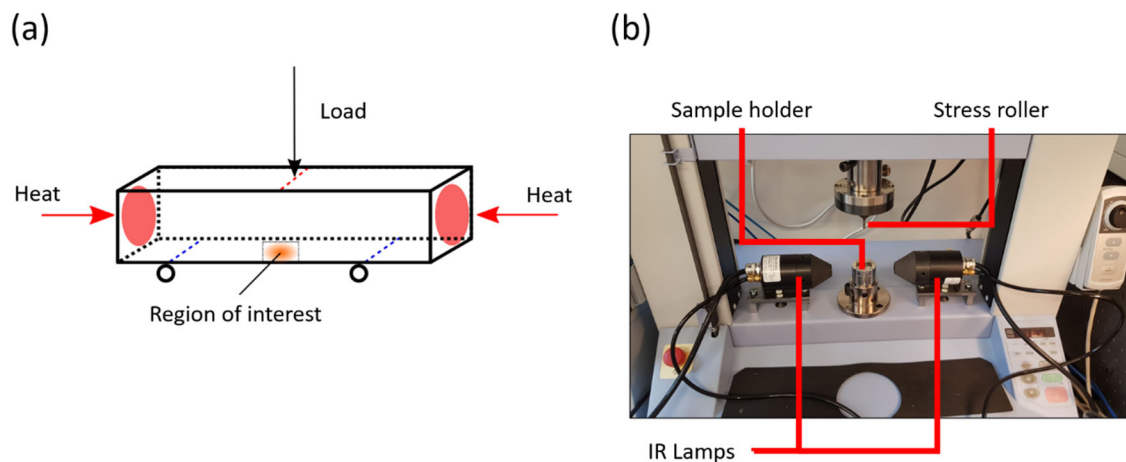 (a)
Load
Heat
Heat
Region of interest
(b)
Sample holder
Stress roller
IR Lamps